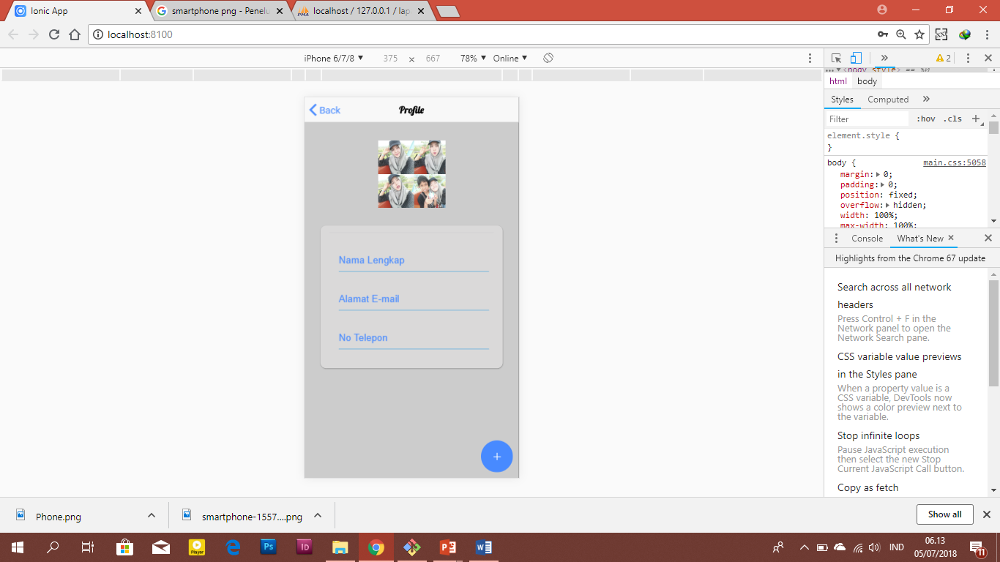 Ionic App
smartphone png - Penelu
localhost / 127.0.0.1 / lap
localhost:8100
iPhone 6/7/8 ▼ 375 × 667 78% ▼ Online ▼
2
<body style> == $0
html body
Styles Computed »
Filter :hov .cls +
element.style {
}
body { main.css:5058
margin: 0;
padding: 0;
position: fixed;
overflow: hidden;
width: 100%;
max-width: 100%;
Console What's New ×
Highlights from the Chrome 67 update
Search across all network
headers
Press Control + F in the
Network panel to open the
Network Search pane.
CSS variable value previews
in the Styles pane
When a property value is a
CSS variable, DevTools now
shows a color preview next to
the variable.
Stop infinite loops
Pause JavaScript execution
then select the new Stop
Current JavaScript Call button.
Copy as fetch
Back Profile
Nama Lengkap
Alamat E-mail
No Telepon
+
Phone.png
smartphone-1557....png
Show all
IND
06.13
05/07/2018
11